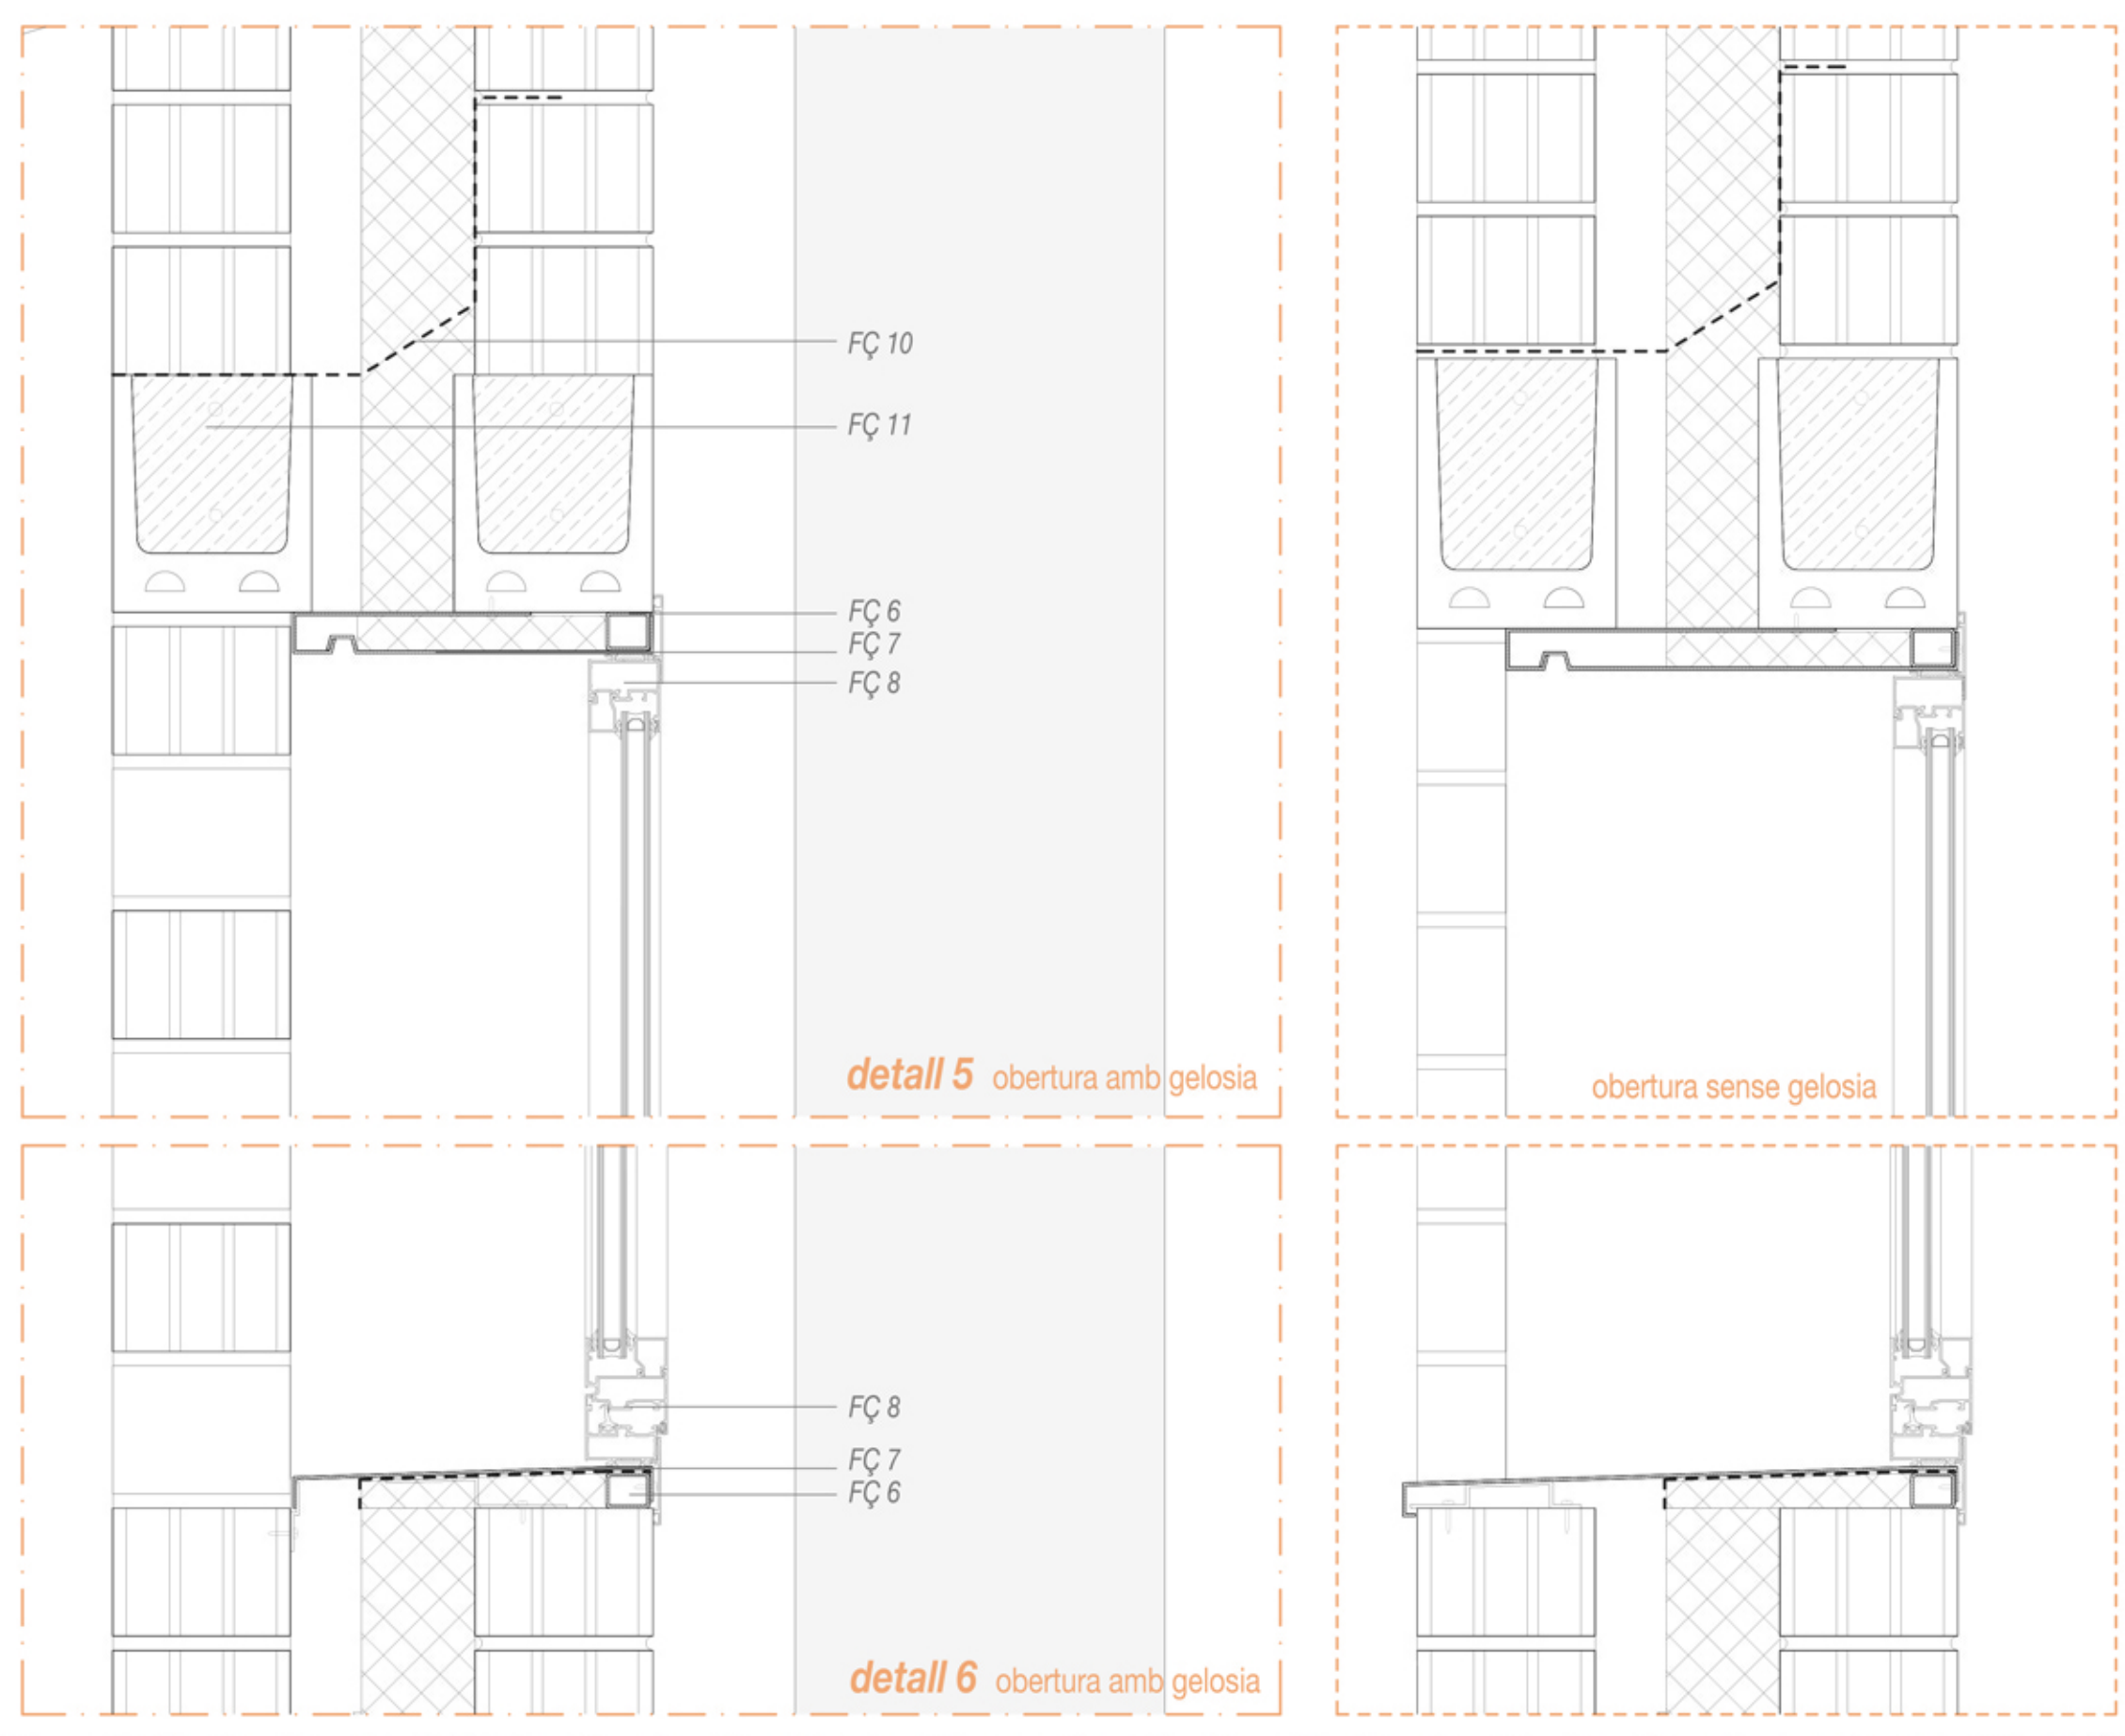 FÇ 10
FÇ 11
FÇ 6
FÇ 7
FÇ 8
detall 5 obertura amb gelosia
obertura sense gelosia
FÇ 8
FÇ 7
FÇ 6
detall 6 obertura amb gelosia